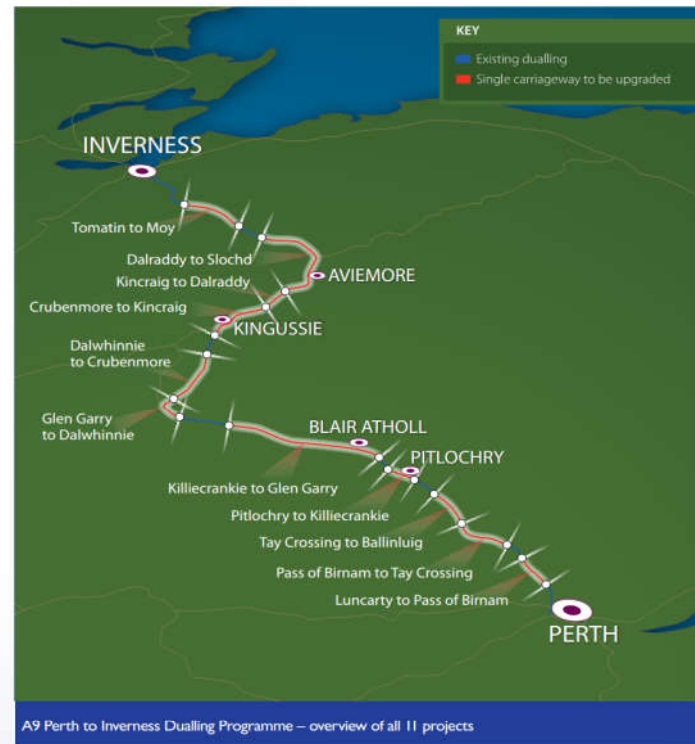 KEY
Existing dualling
Single carriageway to be upgraded
INVERNESS
Tomatin to Moy
Dalraddy to Slochd
Kincraig to Dalraddy
AVIEMORE
Crubenmore to Kincraig
KINGUSSIE
Dalwhinnie
to Crubenmore
Glen Garry
to Dalwhinnie
BLAIR ATHOLL
PITLOCHRY
Killiecrankie to Glen Garry
Pitlochry to Killiecrankie
Tay Crossing to Ballinluig
Pass of Birnam to Tay Crossing
Luncarty to Pass of Birnam
PERTH
A9 Perth to Inverness Dualling Programme – overview of all 11 projects